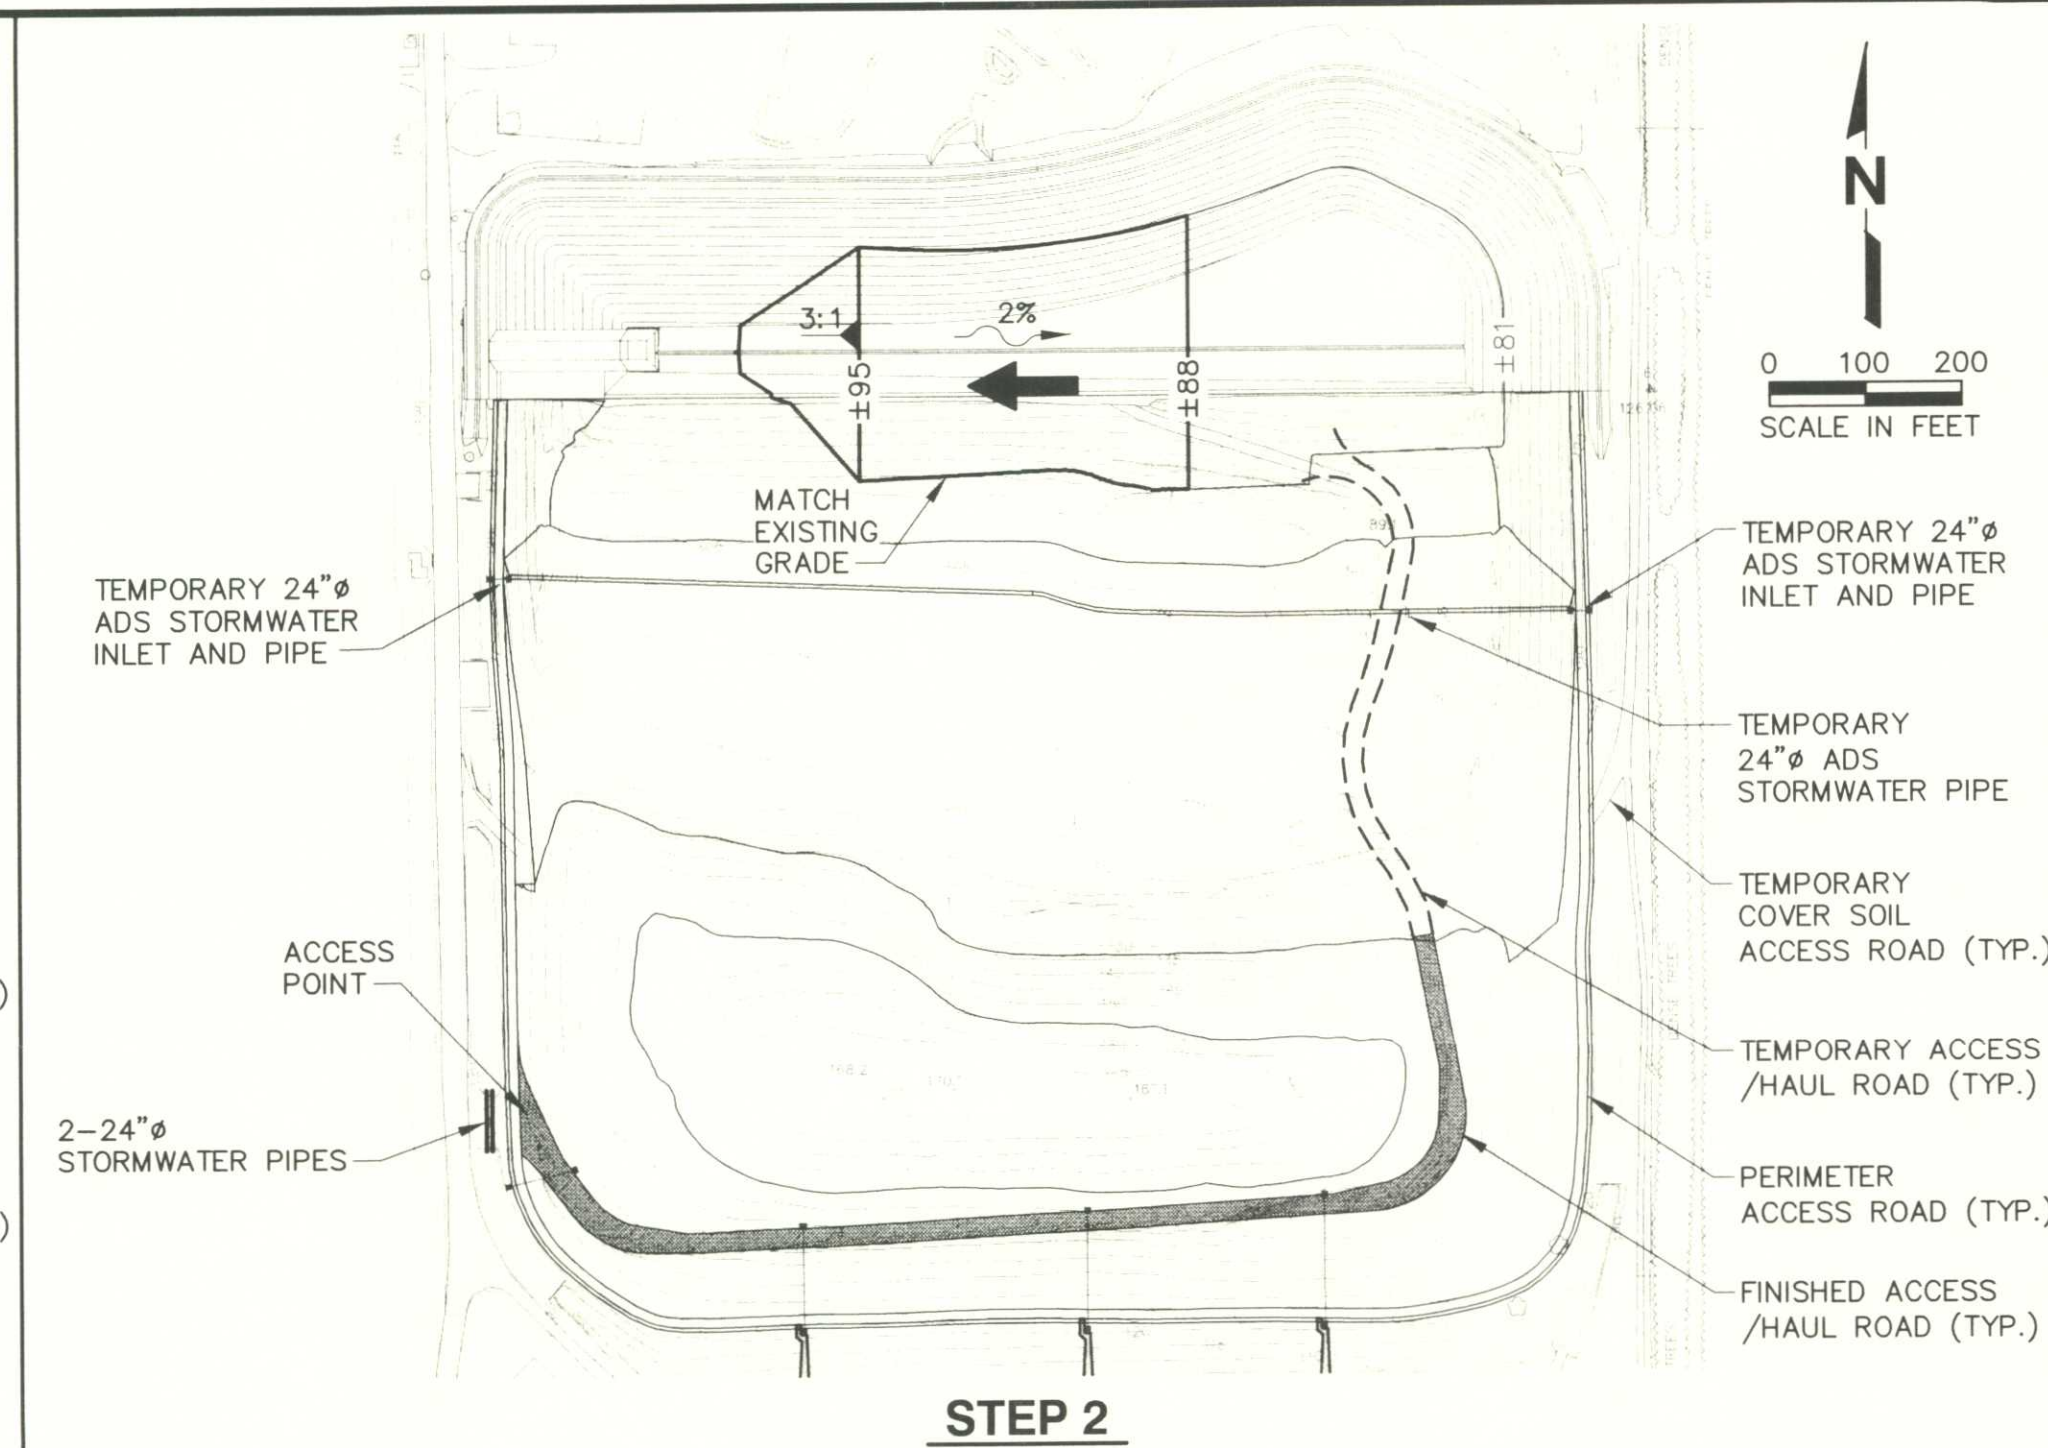 N
0 100 200
SCALE IN FEET
3:1
2%
±95
±88
±81
MATCH
EXISTING
GRADE
TEMPORARY 24"ø
ADS STORMWATER
INLET AND PIPE
TEMPORARY 24"ø
ADS STORMWATER
INLET AND PIPE
TEMPORARY
24"ø ADS
STORMWATER PIPE
TEMPORARY
COVER SOIL
ACCESS ROAD (TYP.)
ACCESS
POINT
TEMPORARY ACCESS
/HAUL ROAD (TYP.)
2-24"ø
STORMWATER PIPES
168.2
PERIMETER
ACCESS ROAD (TYP.)
FINISHED ACCESS
/HAUL ROAD (TYP.)
)
)
STEP 2